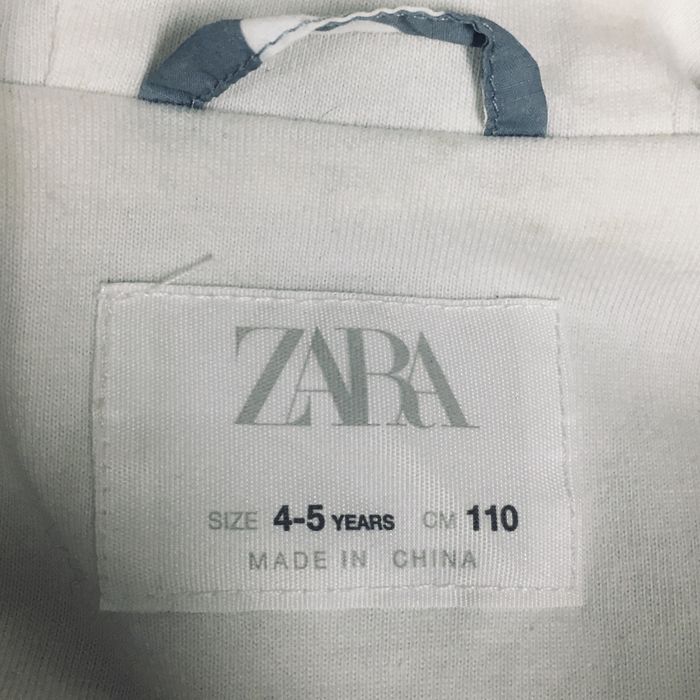 ZARA
SIZE 4-5 YEARS CM 110
MADE IN CHINA